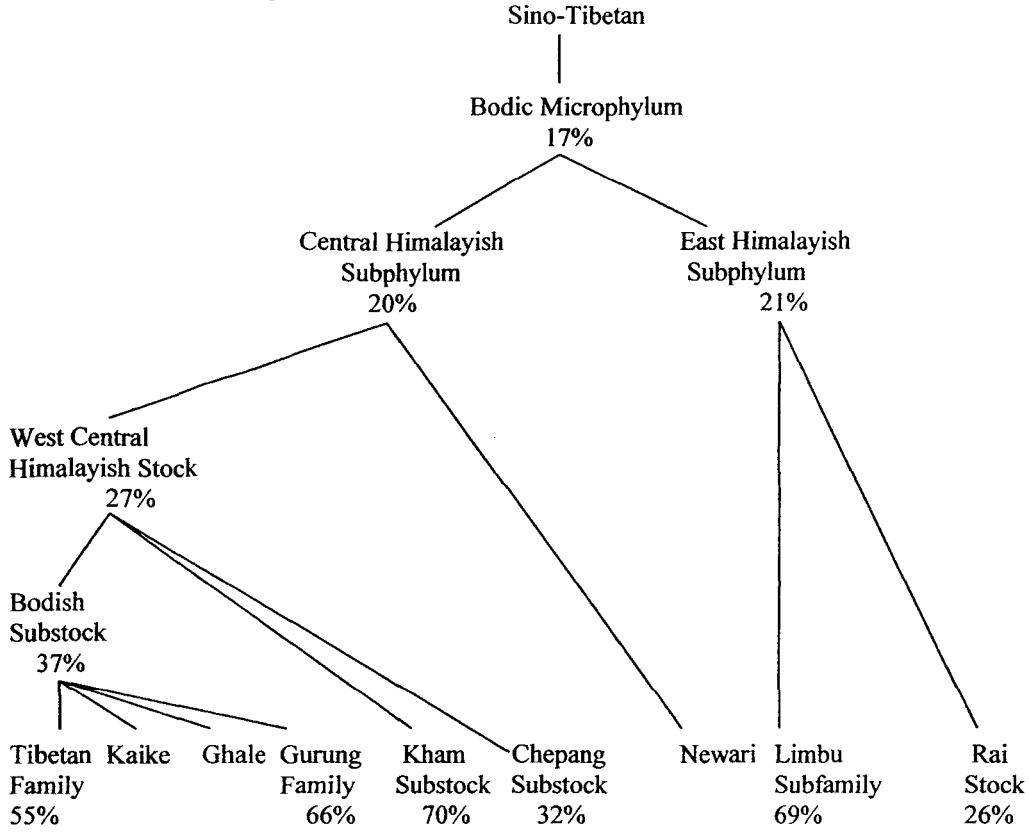 Sino-Tibetan
Bodic Microphylum
17%
Central Himalayish
Subphylum
20%
East Himalayish
Subphylum
21%
West Central
Himalayish Stock
27%
Bodish
Substock
37%
Tibetan
Family
55%
Kaike
Ghale
Gurung
Family
66%
Kham
Substock
70%
Chepang
Substock
32%
Newari
Limbu
Subfamily
69%
Rai
Stock
26%